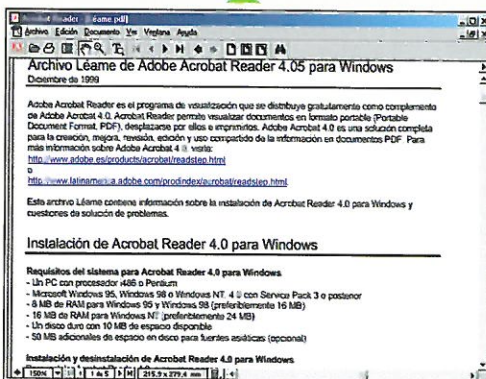 Acrobat Reader - [Léame.pdf]
Archivo Edición Documento Ver Ventana Ayuda
Archivo Léame de Adobe Acrobat Reader 4.05 para Windows
Diciembre de 1999
Adobe Acrobat Reader es el programa de visualización que se distribuye gratuitamente como complemento
de Adobe Acrobat 4.0. Acrobat Reader permite visualizar documentos en formato portable (Portable
Document Format, PDF), desplazarse por ellos e imprimirlos. Adobe Acrobat 4.0 es una solución completa
para la creación, mejora, revisión, edición y uso compartido de la información en documentos PDF. Para
más información sobre Adobe Acrobat 4.0, visite:
http://www.adobe.es/products/acrobat/readstep.html
o
http://www.latinamerica.adobe.com/prodindex/acrobat/readstep.html.
Este archivo Léame contiene información sobre la instalación de Acrobat Reader 4.0 para Windows y
cuestiones de solución de problemas.
Instalación de Acrobat Reader 4.0 para Windows
Requisitos del sistema para Acrobat Reader 4.0 para Windows
- Un PC con procesador i486 o Pentium
- Microsoft Windows 95, Windows 98 o Windows NT 4.0 con Service Pack 3 o posterior
- 8 MB de RAM para Windows 95 y Windows 98 (preferiblemente 16 MB)
- 16 MB de RAM para Windows NT (preferiblemente 24 MB)
- Un disco duro con 10 MB de espacio disponible
- 50 MB adicionales de espacio en disco para fuentes asiáticas (opcional)
Instalación y desinstalación de Acrobat Reader 4.0 para Windows
150% 1 de 5 215.9 x 279.4 mm